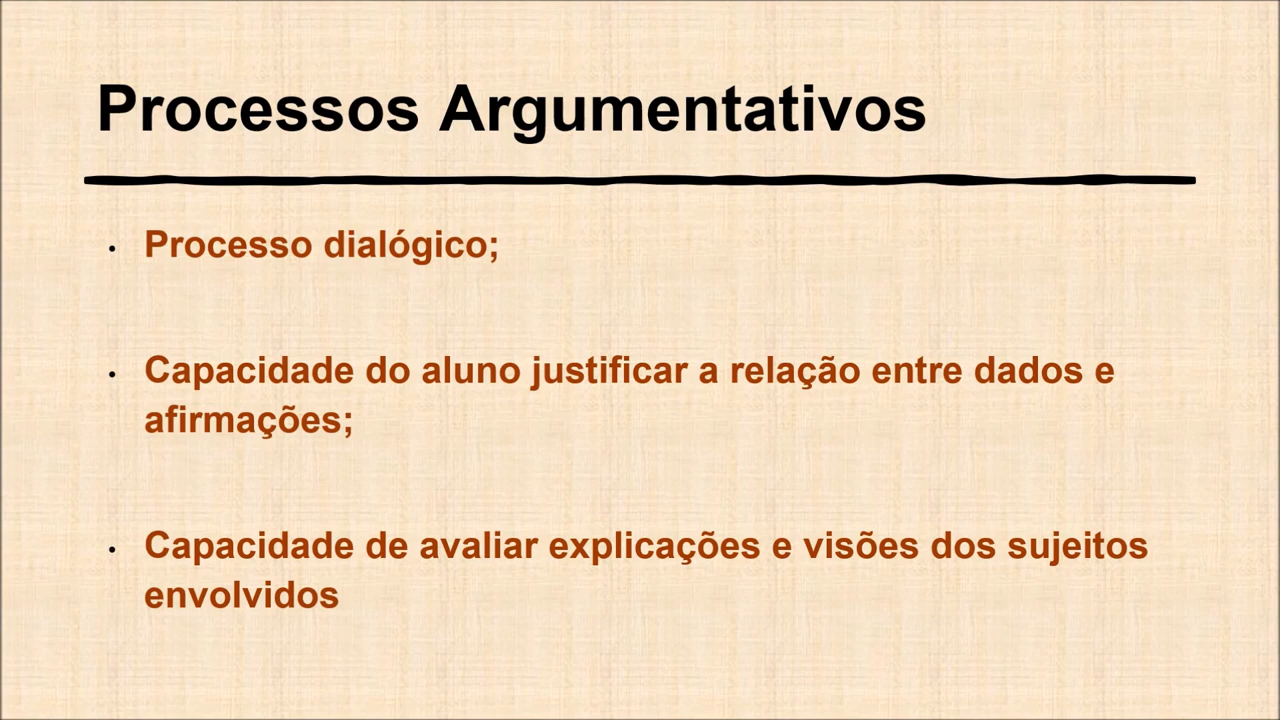 Processos Argumentativos
• Processo dialógico;
• Capacidade do aluno justificar a relação entre dados e
afirmações;
• Capacidade de avaliar explicações e visões dos sujeitos
envolvidos